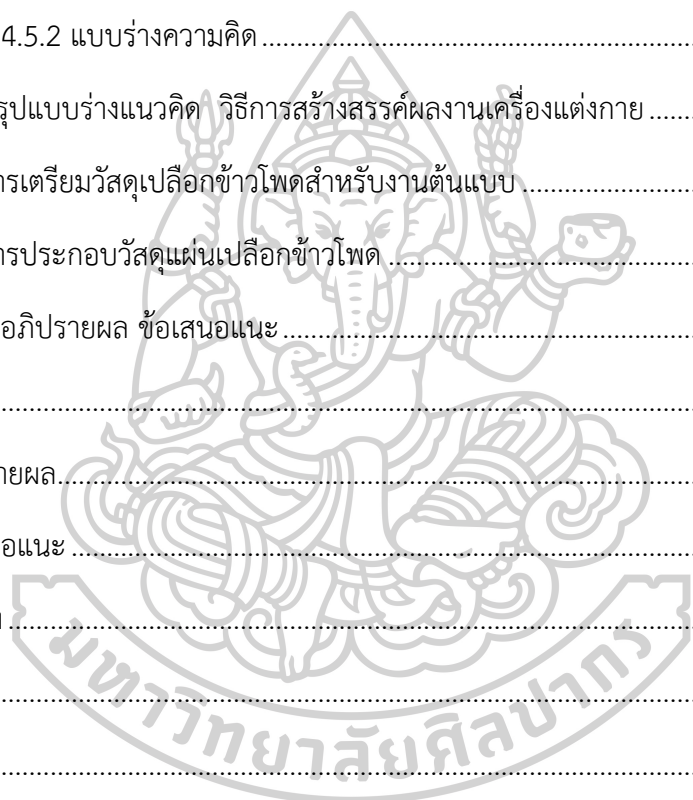 4.5.2 แบบร่างความคิด
รุปแบบร่างแนวคิด วิธีการสร้างสรรค์ผลงานเครื่องแต่งกาย
ารเตรียมวัสดุเปลือกข้าวโพดสำหรับงานต้นแบบ
ารประกอบวัสดุแผ่นเปลือกข้าวโพด
อภิปรายผล ข้อเสนอแนะ
ายผล
อแนะ
มหาวิทยาลัยศิลปากร